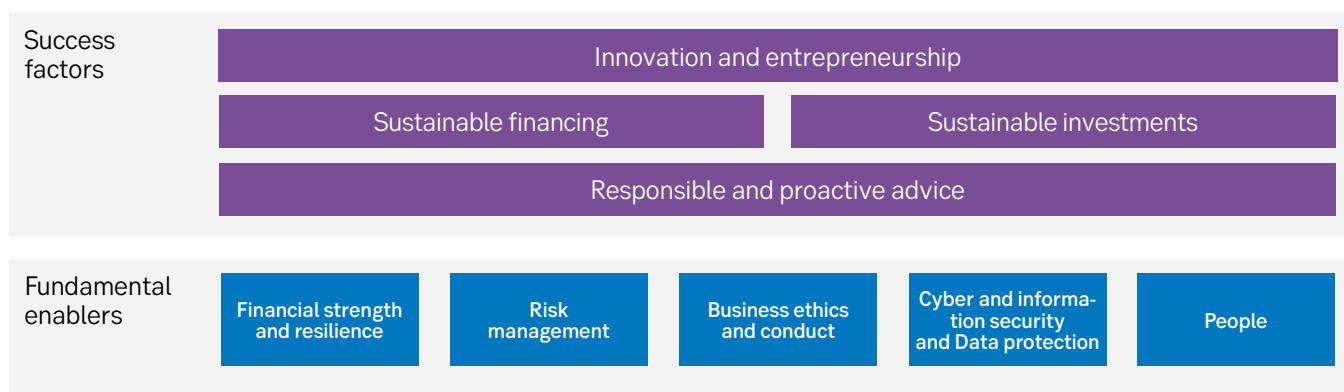 Success
factors
Innovation and entrepreneurship
Sustainable financing
Sustainable investments
Responsible and proactive advice
Fundamental
enablers
Financial strength
and resilience
Risk
management
Business ethics
and conduct
Cyber and informa-
tion security
and Data protection
People